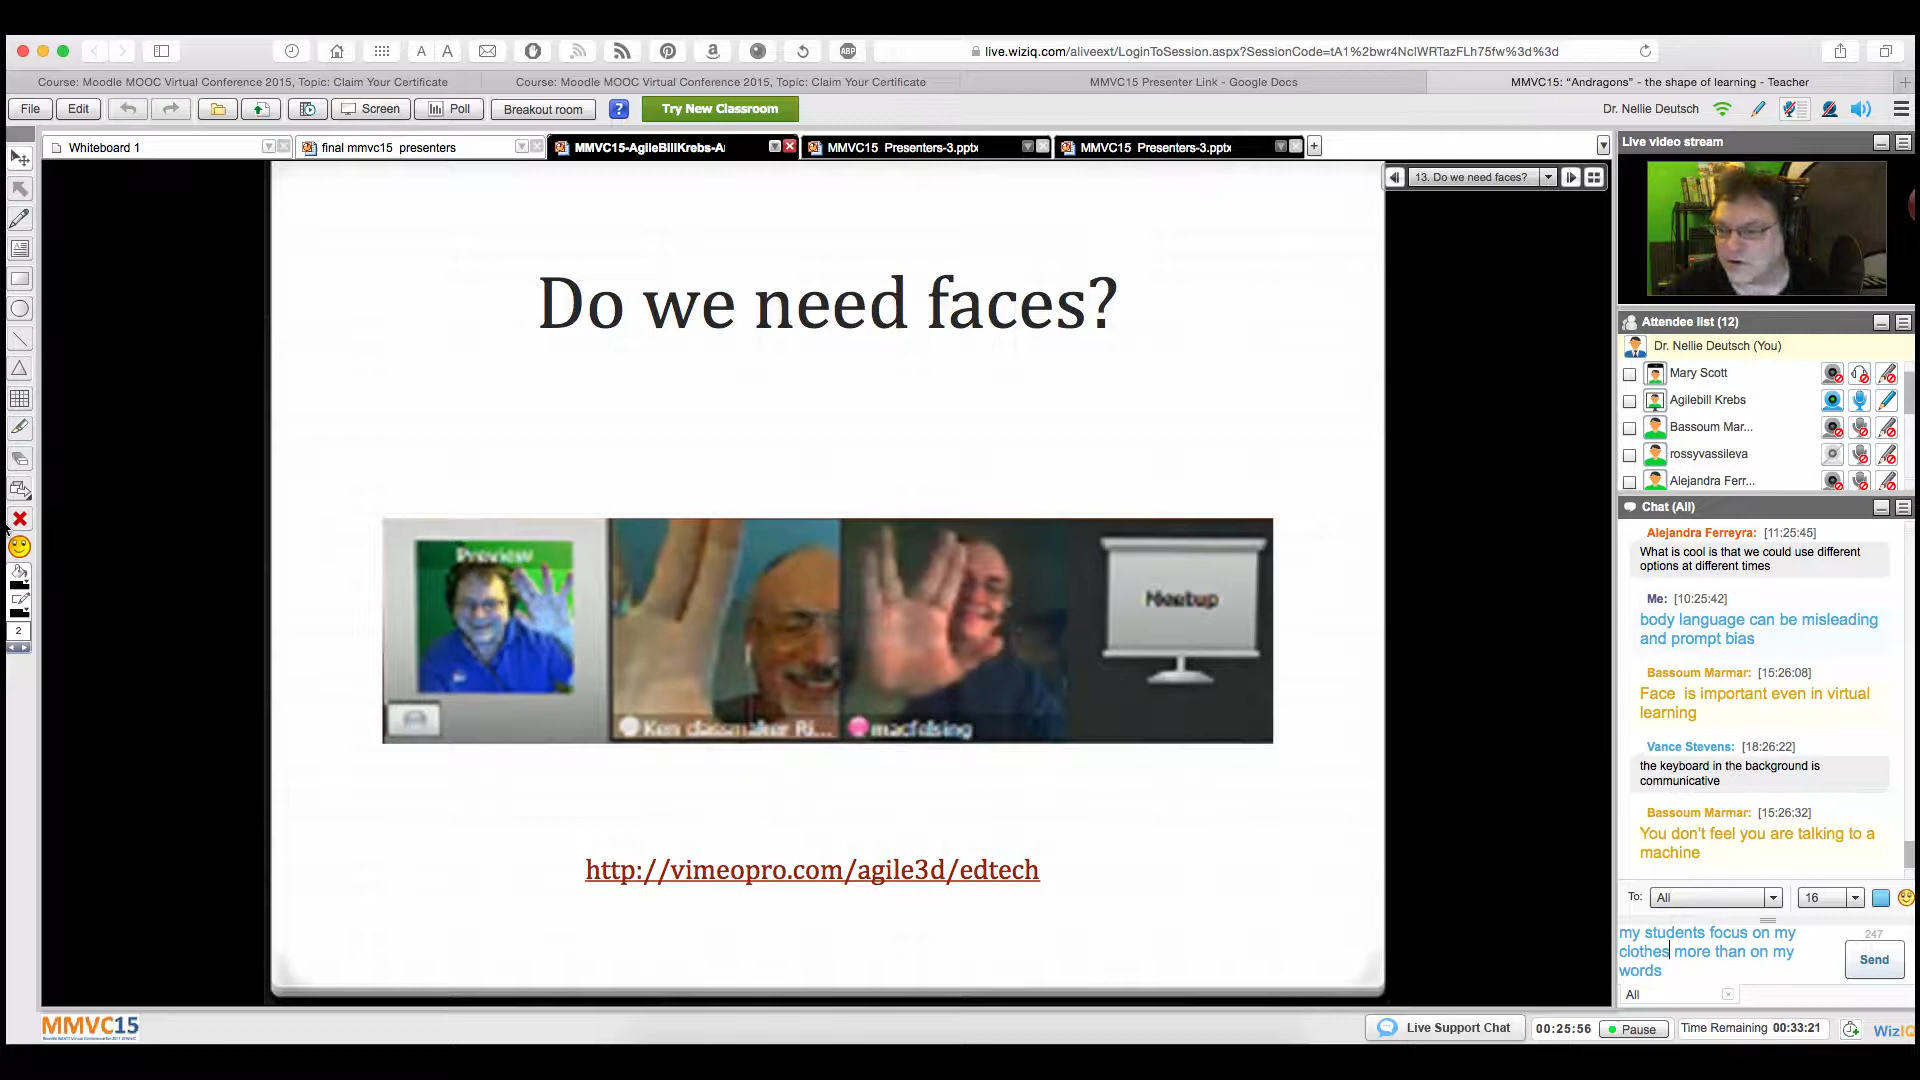 live.wiziq.com/aliveext/LoginToSession.aspx?SessionCode=tA1%2bwr4NclWRTazFLh75fw%3d%3d
Course: Moodle MOOC Virtual Conference 2015, Topic: Claim Your Certificate
Course: Moodle MOOC Virtual Conference 2015, Topic: Claim Your Certificate
MMVC15 Presenter Link - Google Docs
MMVC15: “Andragons” - the shape of learning - Teacher
File
Edit
Screen
Poll
Breakout room
?
Try New Classroom
Dr. Nellie Deutsch
Whiteboard 1
final mmvc15 presenters
MMVC15-AgileBillKrebs-A
MMVC15 Presenters-3.pptx
MMVC15 Presenters-3.pptx
13. Do we need faces?
Do we need faces?
Preview
Ken classmaker Ri...
macfelsing
Meetup
http://vimeopro.com/agile3d/edtech
2
Live video stream
Attendee list (12)
Dr. Nellie Deutsch (You)
Mary Scott
Agilebill Krebs
Bassoum Mar...
rossyvassileva
Alejandra Ferr...
Chat (All)
Alejandra Ferreyra: [11:25:45]
What is cool is that we could use different
options at different times
Me: [10:25:42]
body language can be misleading
and prompt bias
Bassoum Marmar: [15:26:08]
Face is important even in virtual
learning
Vance Stevens: [18:26:22]
the keyboard in the background is
communicative
Bassoum Marmar: [15:26:32]
You don't feel you are talking to a
machine
To: All
16
my students focus on my
clothes more than on my
words
247
Send
All
MMVC15
Live Support Chat
00:25:56
Pause
Time Remaining 00:33:21
WizIQ
A A
ABP